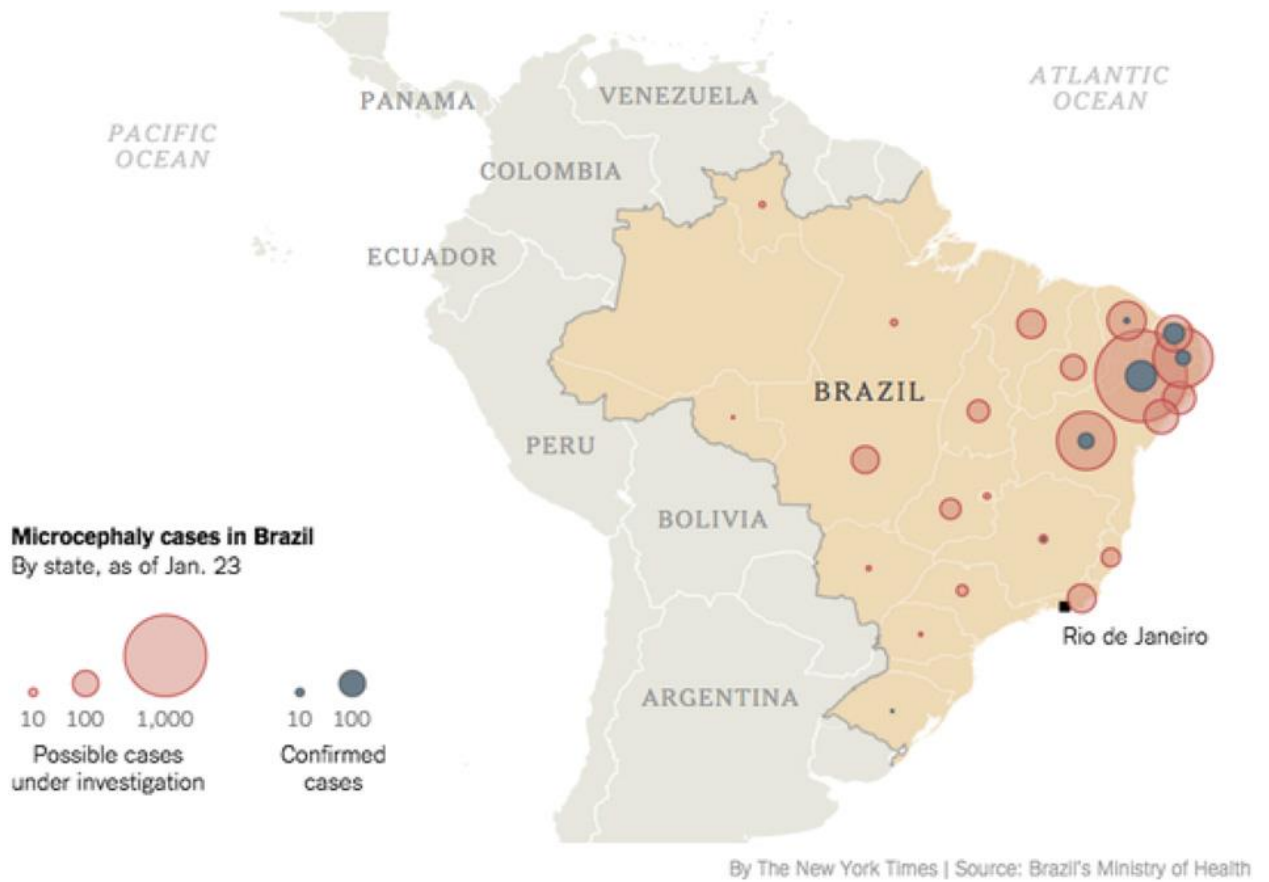 ATLANTIC
OCEAN
PANAMA
VENEZUELA
PACIFIC
OCEAN
COLOMBIA
ECUADOR
BRAZIL
PERU
BOLIVIA
Microcephaly cases in Brazil
By state, as of Jan. 23
Rio de Janeiro
ARGENTINA
10 100 1,000
Possible cases
under investigation
10 100
Confirmed
cases
By The New York Times | Source: Brazil's Ministry of Health